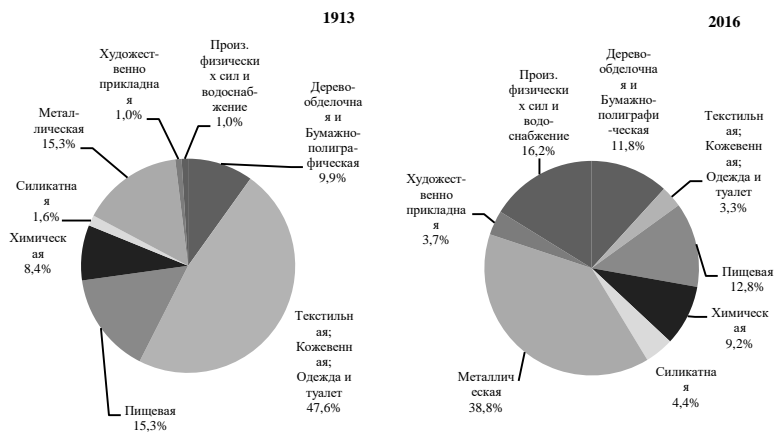 1913
Художест-
венно
прикладна
я
1,0%
Произ.
физически
х сил и
водоснаб-
жение
1,0%
Дерево-
обделочна
я и
Бумажно-
полигра-
фическая
9,9%
Метал-
лическая
15,3%
Силикатна
я
1,6%
Химическ
ая
8,4%
Текстильн
ая;
Кожевенн
ая;
Одежда и
туалет
47,6%
Пищевая
15,3%
2016
Произ.
физически
х сил и
водо-
снабжение
16,2%
Дерево-
обделочна
я и
Бумажно-
полиграфи
-ческая
11,8%
Текстильн
ая;
Кожевенн
ая;
Одежда и
туалет
3,3%
Художест-
венно
прикладна
я
3,7%
Пищевая
12,8%
Химическ
ая
9,2%
Силикатна
я
4,4%
Металлич
еская
38,8%